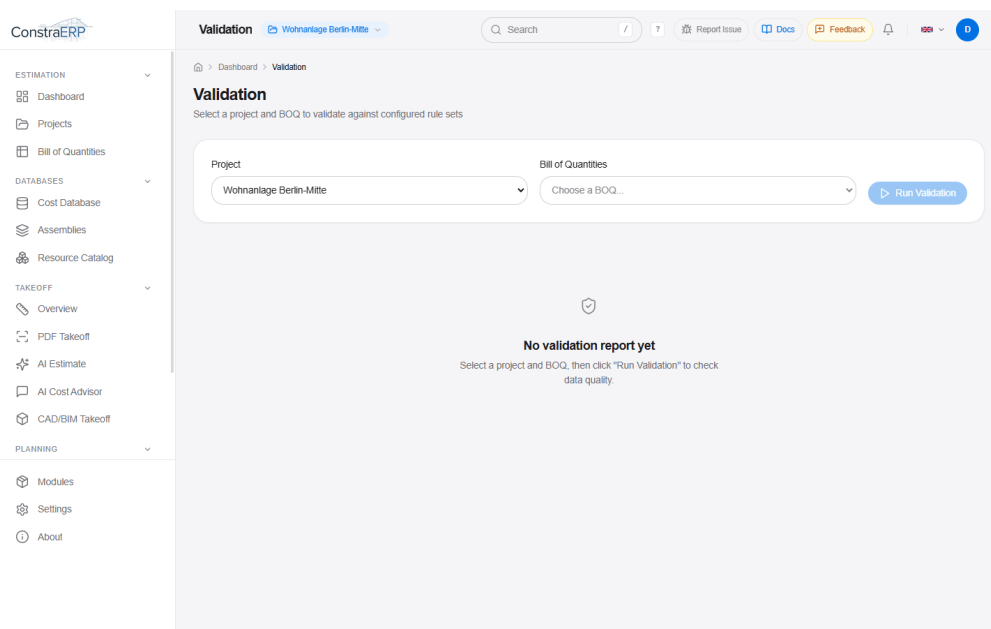 ConstraERP
Validation
Wohnanlage Berlin-Mitte
Search
/
?
Report Issue
Docs
Feedback
D
ESTIMATION
Dashboard
Projects
Bill of Quantities
DATABASES
Cost Database
Assemblies
Resource Catalog
TAKEOFF
Overview
PDF Takeoff
AI Estimate
AI Cost Advisor
CAD/BIM Takeoff
PLANNING
Modules
Settings
About
> Dashboard > Validation
Validation
Select a project and BOQ to validate against configured rule sets
Project
Wohnanlage Berlin-Mitte
Bill of Quantities
Choose a BOQ...
Run Validation
No validation report yet
Select a project and BOQ, then click "Run Validation" to check
data quality.